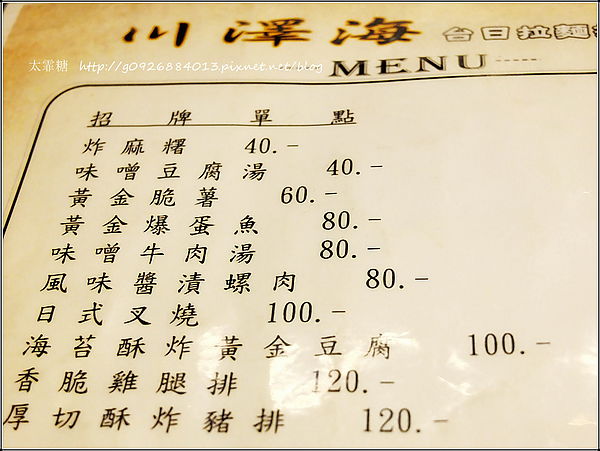 川澤海 台日拉麵
太霏糖 http://g0926884013.pixnet.net/blog
MENU
招牌單點
炸麻糬 40.-
味噌豆腐湯 40.-
黃金脆薯 60.-
黃金爆蛋魚 80.-
味噌牛肉湯 80.-
風味醬漬螺肉 80.-
日式叉燒 100.-
海苔酥炸黃金豆腐 100.-
香脆雞腿排 120.-
厚切酥炸豬排 120.-